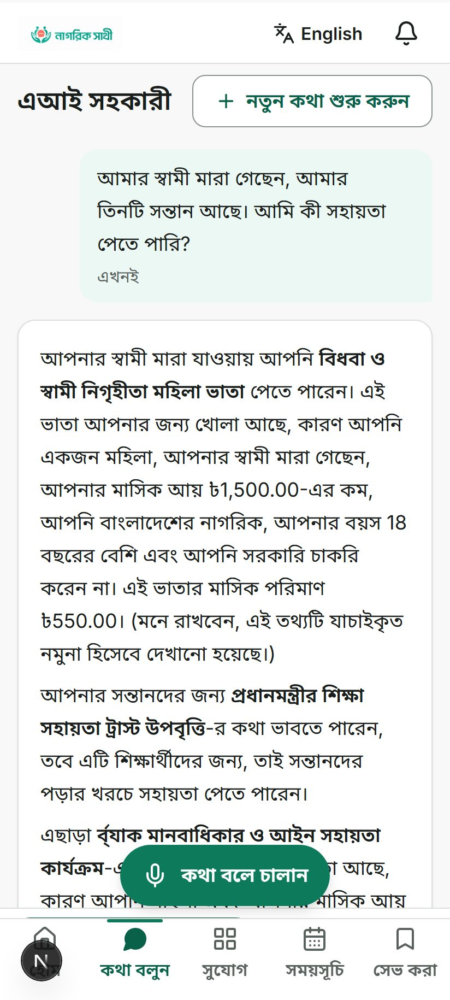 নাগরিক সাথী
English
এআই সহকারী
+ নতুন কথা শুরু করুন
আমার স্বামী মারা গেছেন, আমার
তিনটি সন্তান আছে। আমি কী সহায়তা
পেতে পারি?
এখনই
আপনার স্বামী মারা যাওয়ায় আপনি বিধবা ও
স্বামী নিগৃহীতা মহিলা ভাতা পেতে পারেন। এই
ভাতা আপনার জন্য খোলা আছে, কারণ আপনি
একজন মহিলা, আপনার স্বামী মারা গেছেন,
আপনার মাসিক আয় ৳1,500.00-এর কম,
আপনি বাংলাদেশের নাগরিক, আপনার বয়স 18
বছরের বেশি এবং আপনি সরকারি চাকরি
করেন না। এই ভাতার মাসিক পরিমাণ
৳550.00। (মনে রাখবেন, এই তথ্যটি যাচাইকৃত
নমুনা হিসেবে দেখানো হয়েছে।)
আপনার সন্তানদের জন্য প্রধানমন্ত্রীর শিক্ষা
সহায়তা ট্রাস্ট উপবৃত্তি-র কথা ভাবতে পারেন,
তবে এটি শিক্ষার্থীদের জন্য, তাই সন্তানদের
পড়ার খরচে সহায়তা পেতে পারেন।
এছাড়া র্ব্যাক মানবাধিকার ও আইন সহায়তা
কার্যক্রম আছে,
কথা বলে চালান
কারণ মাসিক আয়
N
হোম
কথা বলুন
সুযোগ
সময়সূচি
সেভ করা